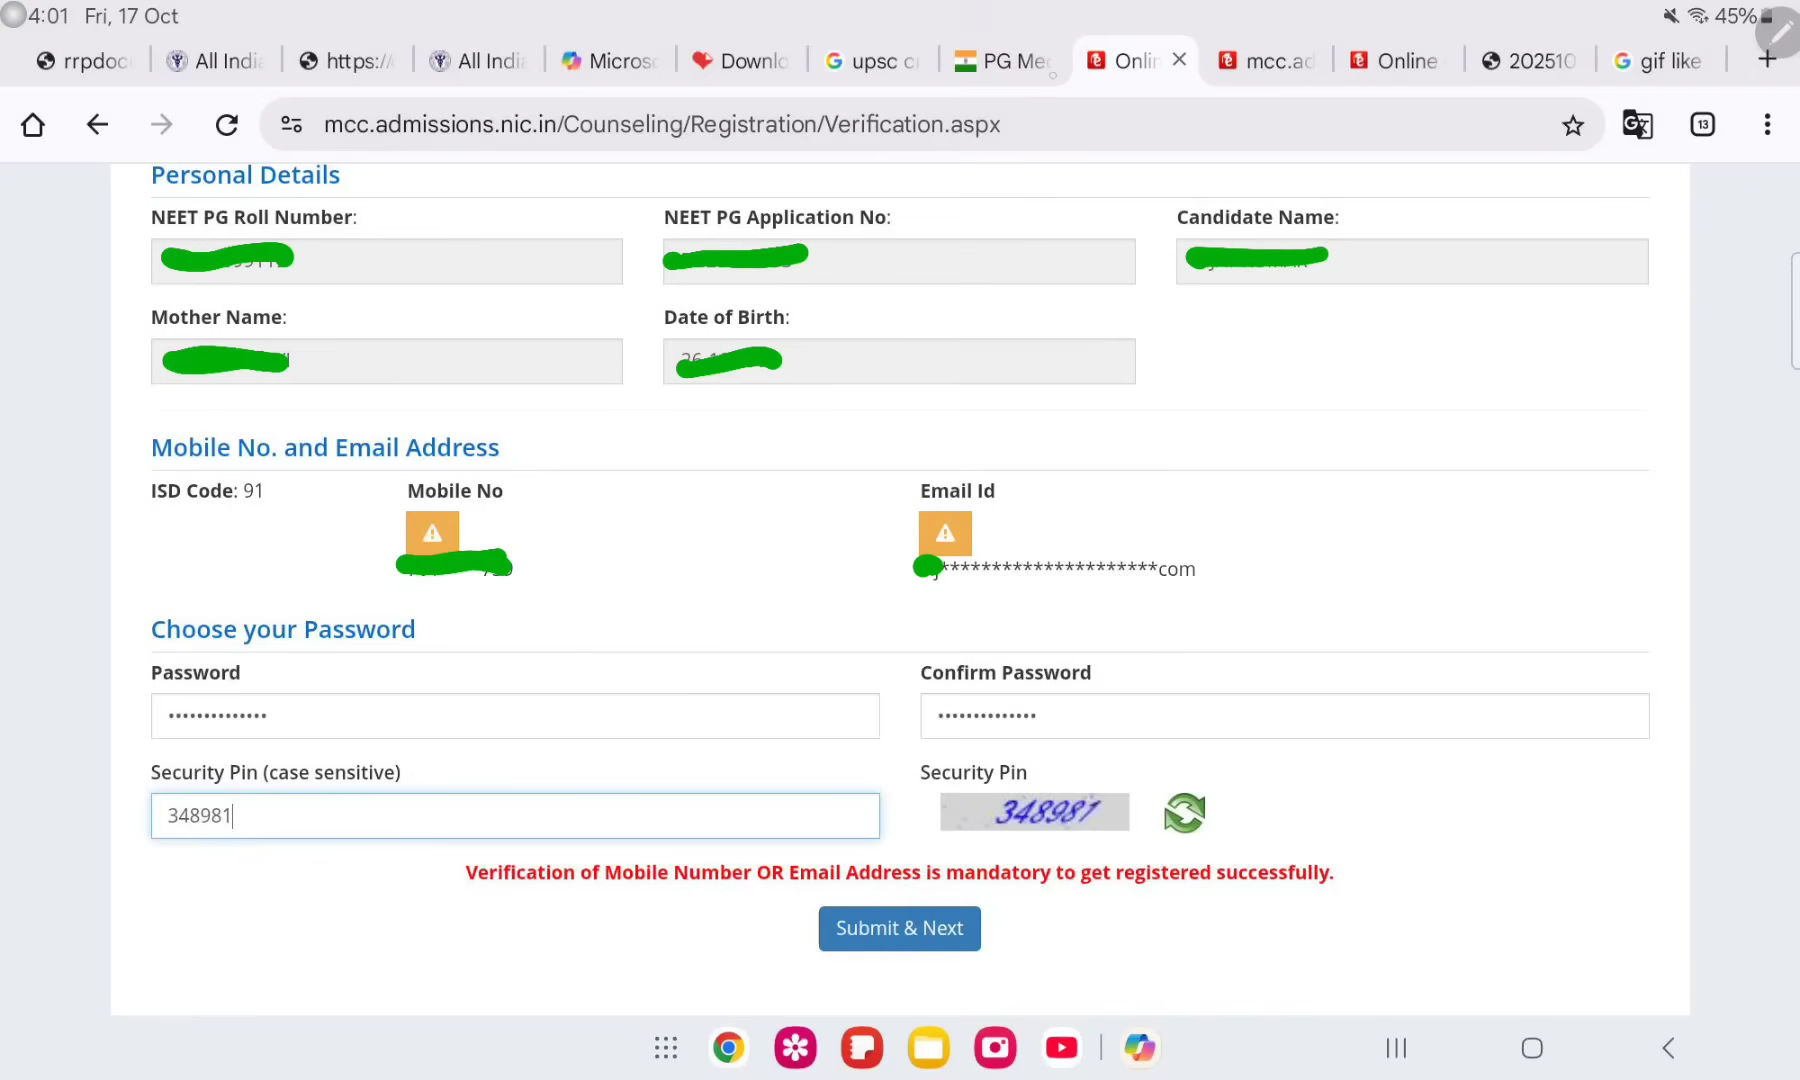 4:01 Fri, 17 Oct 45%
rrpdoc All India https:// All India Micros Downlo upsc c PG Me Onlin mcc.ad Online 202510 gif like
mcc.admissions.nic.in/Counseling/Registration/Verification.aspx 13
Personal Details
NEET PG Roll Number: NEET PG Application No: Candidate Name:
Mother Name: Date of Birth:
Mobile No. and Email Address
ISD Code: 91 Mobile No Email Id
*********************com
Choose your Password
Password Confirm Password
•••••••••••••• ••••••••••••••
Security Pin (case sensitive) Security Pin
348981 348981
Verification of Mobile Number OR Email Address is mandatory to get registered successfully.
Submit & Next